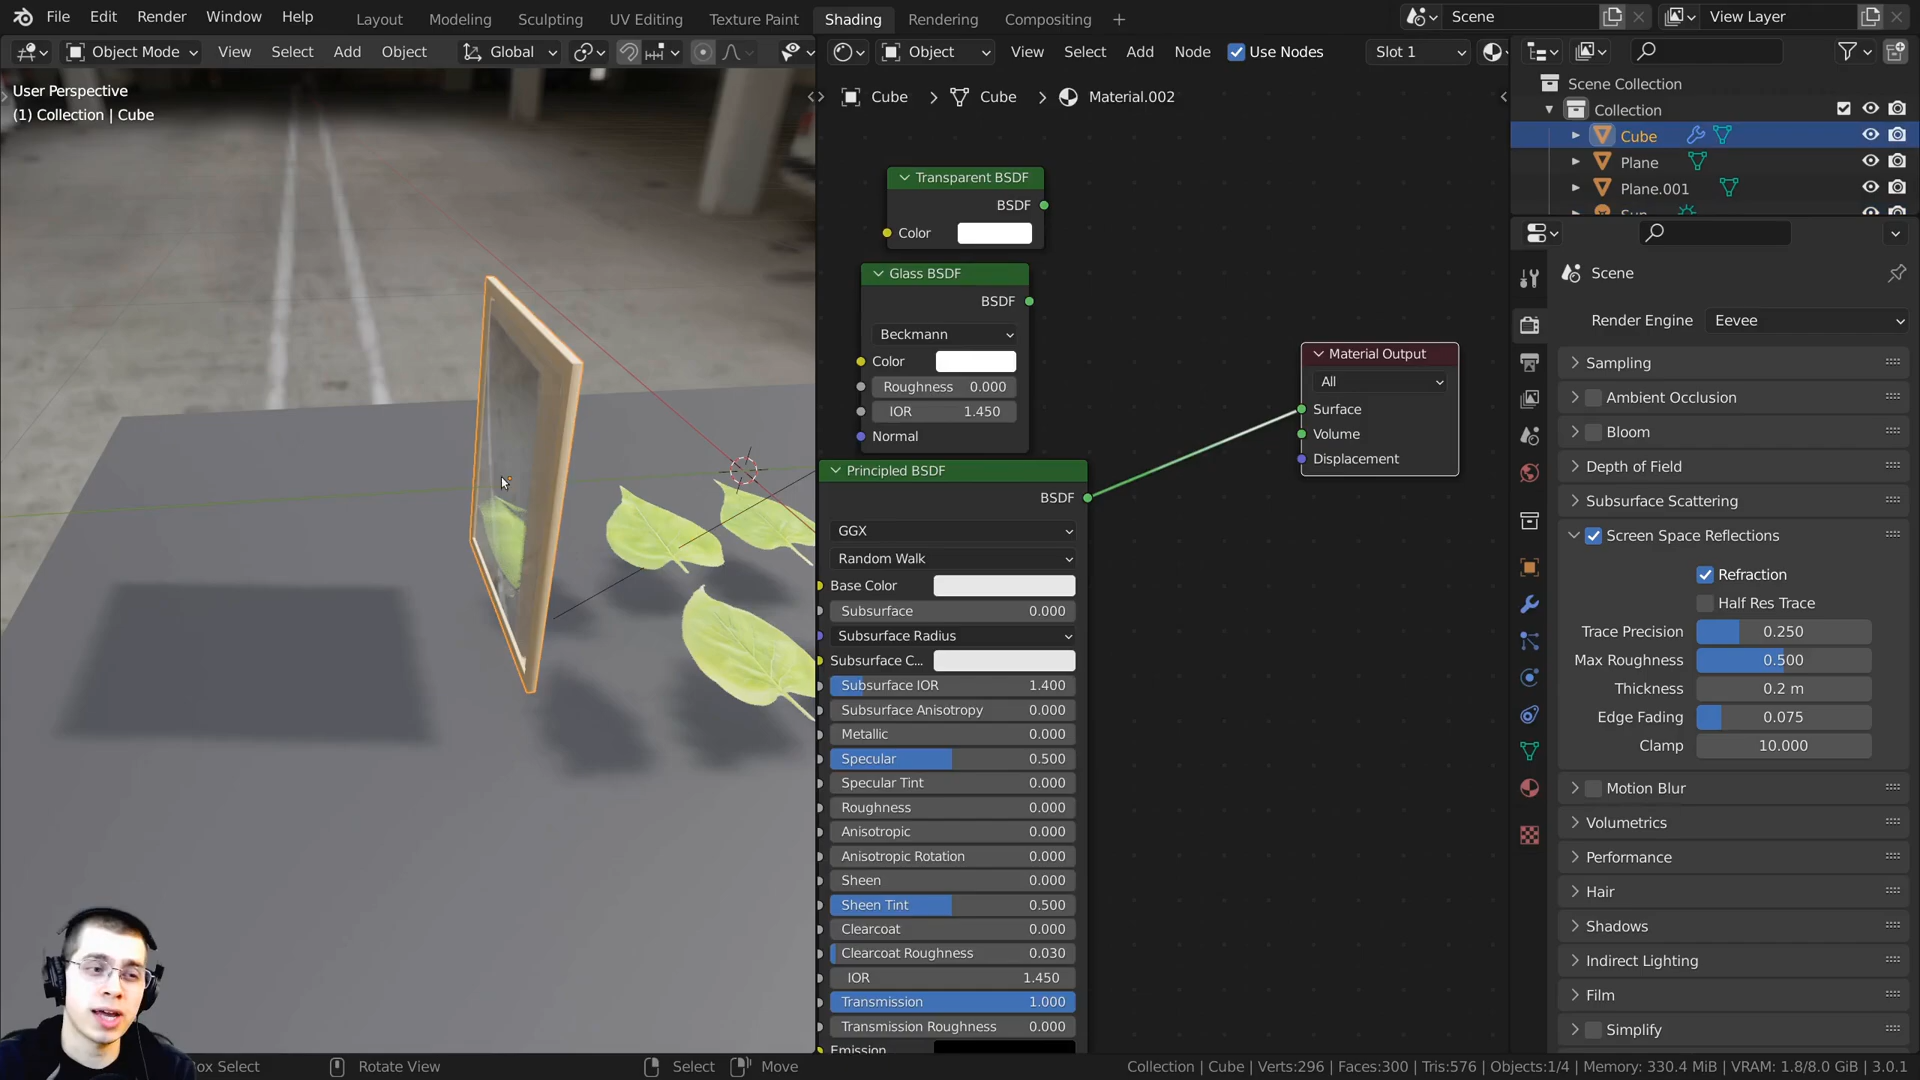 File Edit Render Window Help
Layout Modeling Sculpting UV Editing Texture Paint Shading Rendering Compositing +
Scene
View Layer
Object Mode View Select Add Object Global
Object View Select Add Node Use Nodes Slot 1
User Perspective
(1) Collection | Cube
Cube > Cube > Material.002
Transparent BSDF
BSDF
Color
Glass BSDF
BSDF
Beckmann
Color
Roughness 0.000
IOR 1.450
Normal
Principled BSDF
BSDF
GGX
Random Walk
Base Color
Subsurface 0.000
Subsurface Radius
Subsurface C...
Subsurface IOR 1.400
Subsurface Anisotropy 0.000
Metallic 0.000
Specular 0.500
Specular Tint 0.000
Roughness 0.000
Anisotropic 0.000
Anisotropic Rotation 0.000
Sheen 0.000
Sheen Tint 0.500
Clearcoat 0.000
Clearcoat Roughness 0.030
IOR 1.450
Transmission 1.000
Transmission Roughness 0.000
Emission
Material Output
All
Surface
Volume
Displacement
Scene Collection
Collection
Cube
Plane
Plane.001
Sun
Scene
Render Engine Eevee
Sampling
Ambient Occlusion
Bloom
Depth of Field
Subsurface Scattering
Screen Space Reflections
Refraction
Half Res Trace
Trace Precision 0.250
Max Roughness 0.500
Thickness 0.2 m
Edge Fading 0.075
Clamp 10.000
Motion Blur
Volumetrics
Performance
Hair
Shadows
Indirect Lighting
Film
Simplify
ox Select Rotate View Select Move
Collection | Cube | Verts:296 | Faces:300 | Tris:576 | Objects:1/4 | Memory: 330.4 MiB | VRAM: 1.8/8.0 GiB | 3.0.1